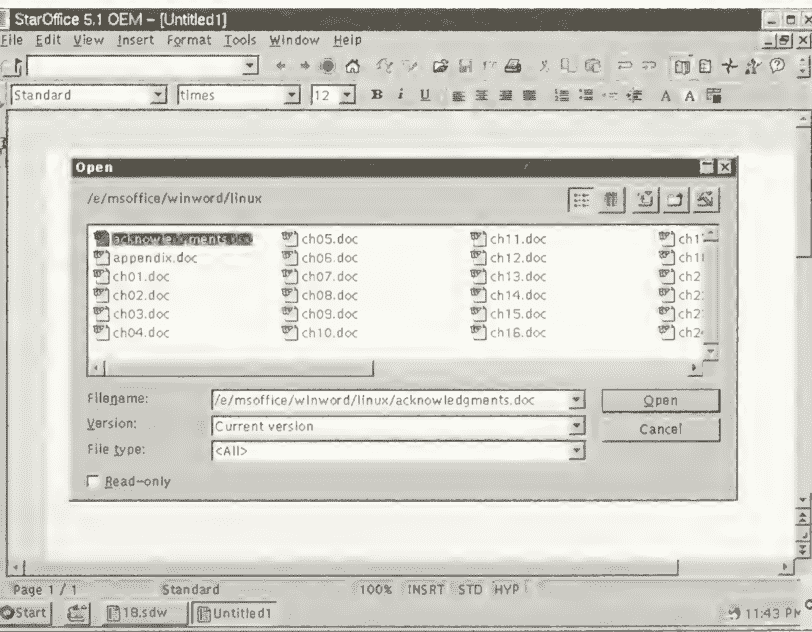 StarOffice 5.1 OEM - [Untitled1]
File Edit View Insert Format Tools Window Help
Standard times 12 B i U A A
Open
/e/msoffice/winword/linux
acknowledgments.doc ch05.doc ch11.doc
appendix.doc ch06.doc ch12.doc
ch01.doc ch07.doc ch13.doc
ch02.doc ch08.doc ch14.doc
ch03.doc ch09.doc ch15.doc
ch04.doc ch10.doc ch16.doc
Filename: /e/msoffice/winword/linux/acknowledgments.doc Open
Version: Current version Cancel
File type: <All>
Read-only
Page 1 / 1 Standard 100% INSRT STD HYP
Start 18.sdw Untitled1 11:43 PM